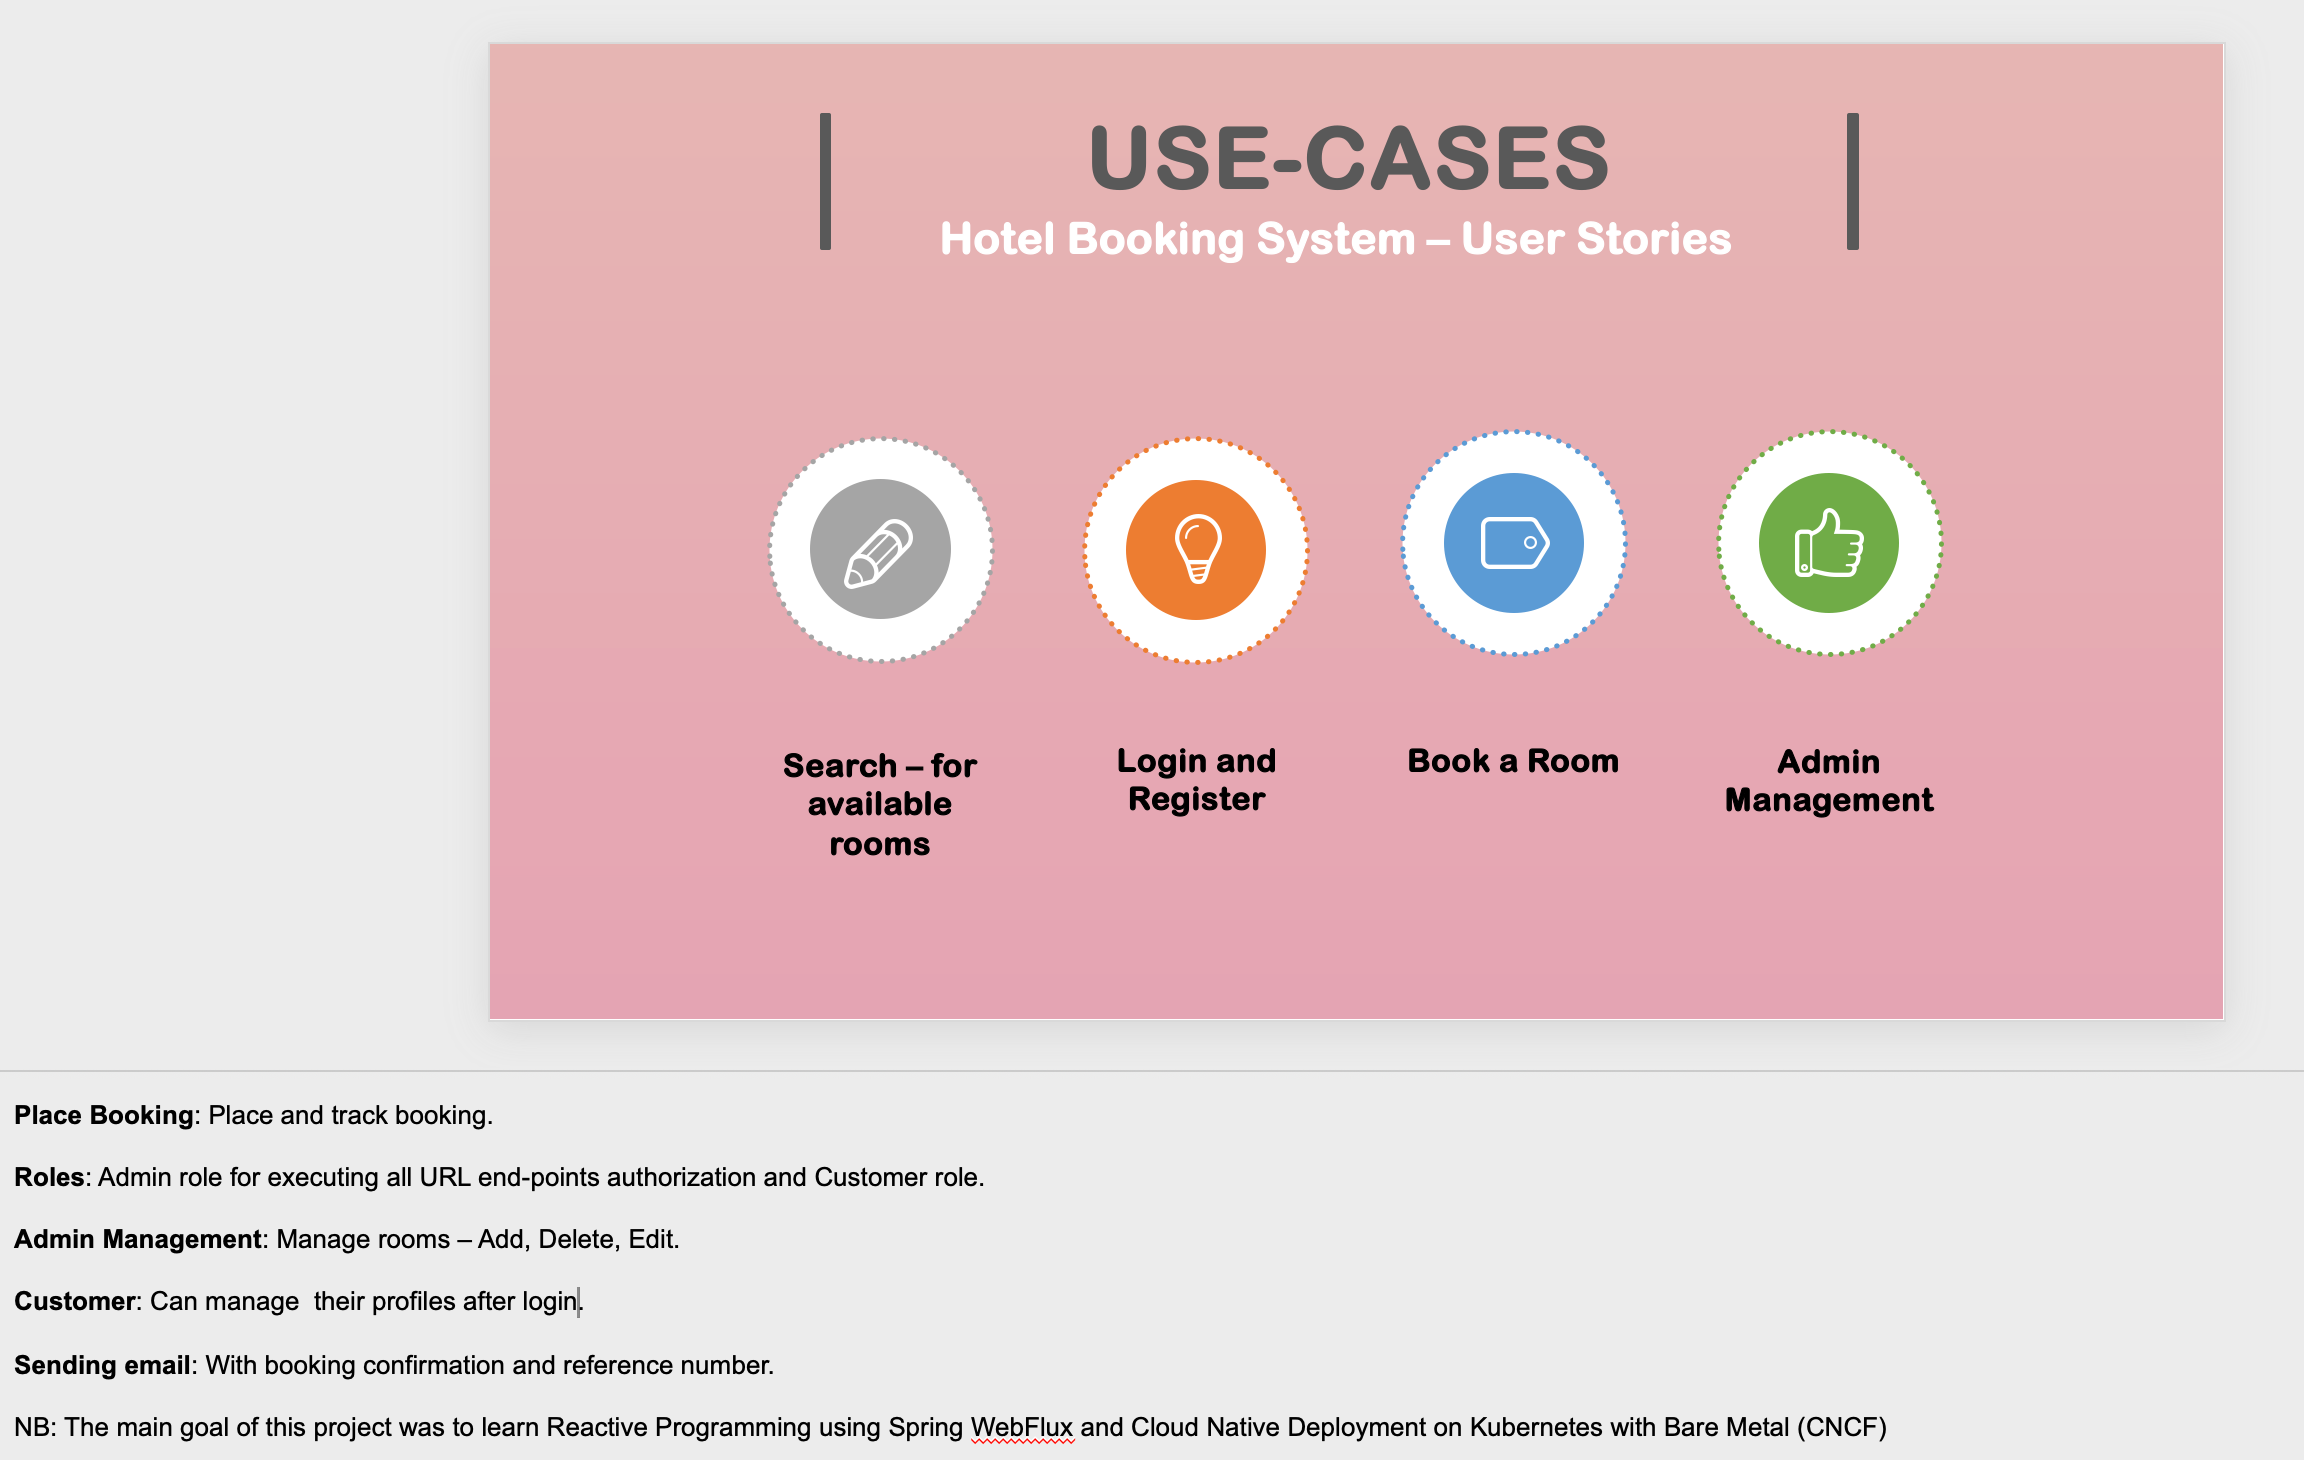 USE-CASES
Hotel Booking System – User Stories
Search – for
available
rooms
Login and
Register
Book a Room
Admin
Management
Place Booking: Place and track booking.
Roles: Admin role for executing all URL end-points authorization and Customer role.
Admin Management: Manage rooms – Add, Delete, Edit.
Customer: Can manage  their profiles after login.
Sending email: With booking confirmation and reference number.
NB: The main goal of this project was to learn Reactive Programming using Spring WebFlux and Cloud Native Deployment on Kubernetes with Bare Metal (CNCF)